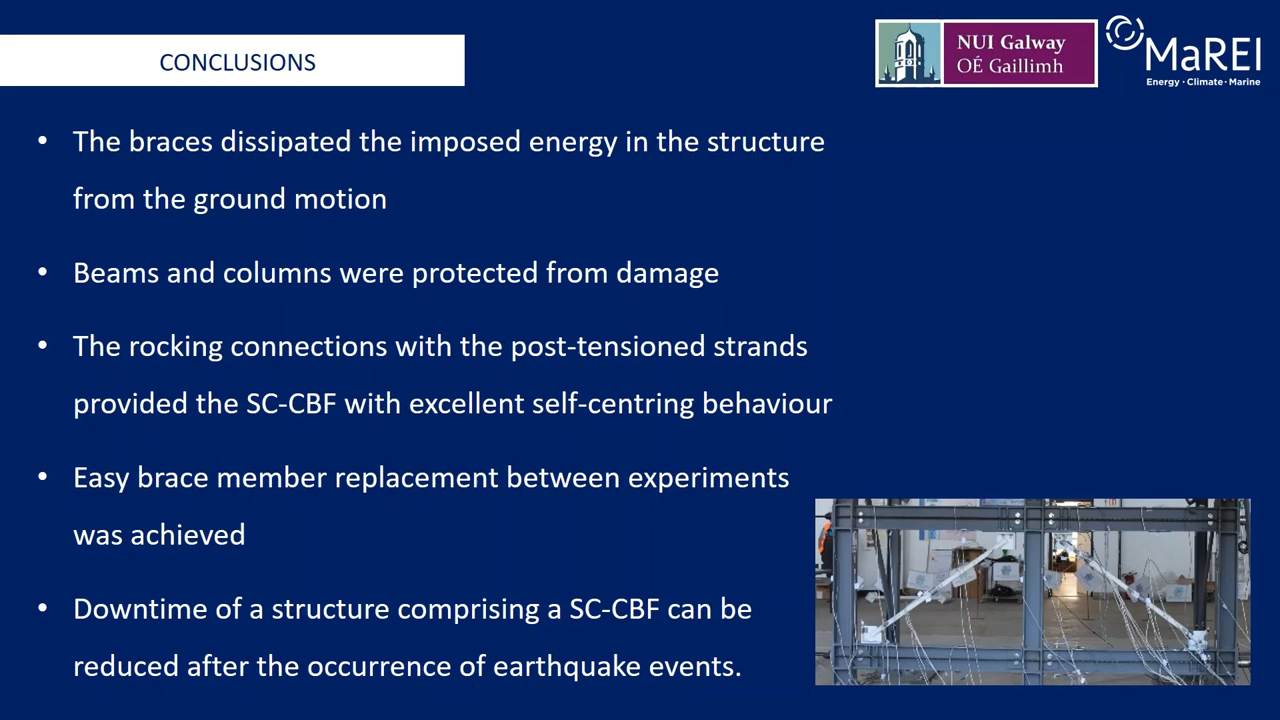 CONCLUSIONS
NUI Galway
OÉ Gaillimh
MaREI
Energy · Climate · Marine
• The braces dissipated the imposed energy in the structure
from the ground motion
• Beams and columns were protected from damage
• The rocking connections with the post-tensioned strands
provided the SC-CBF with excellent self-centring behaviour
• Easy brace member replacement between experiments
was achieved
• Downtime of a structure comprising a SC-CBF can be
reduced after the occurrence of earthquake events.